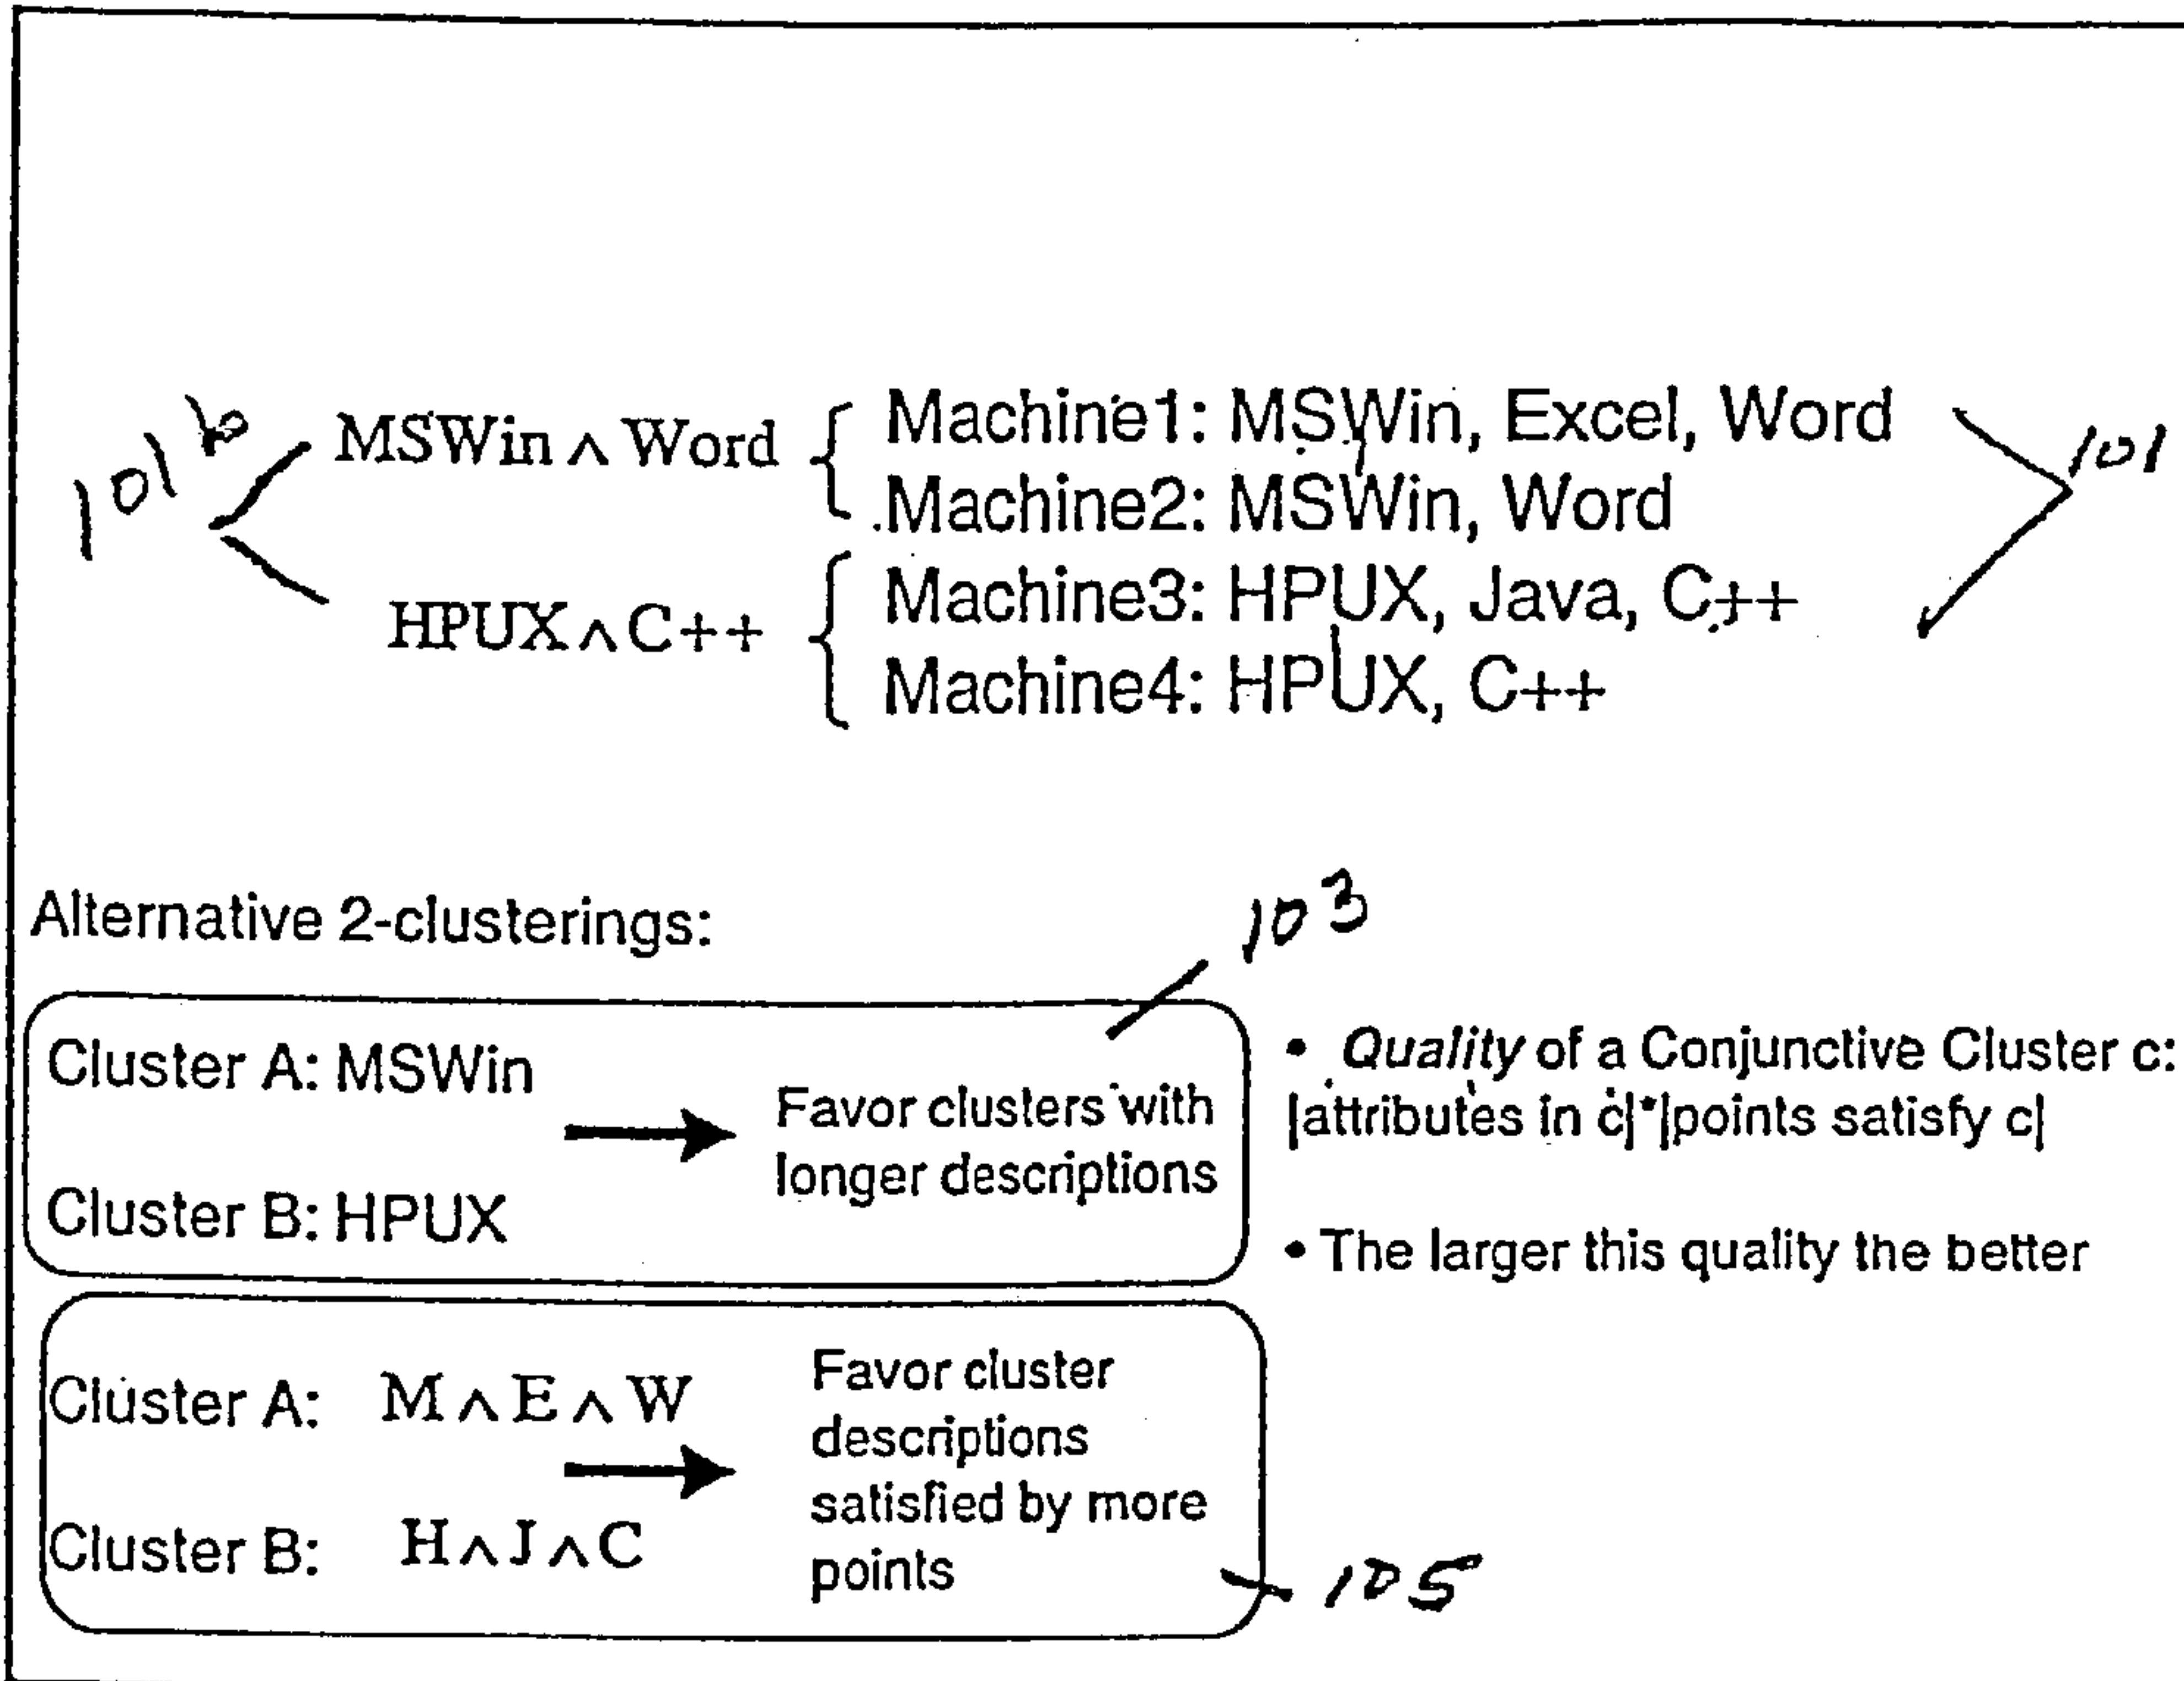 MSWin ∧ Word { Machine1: MSWin, Excel, Word
Machine2: MSWin, Word
101
HPUX ∧ C++ { Machine3: HPUX, Java, C++
Machine4: HPUX, C++
Alternative 2-clusterings:
103
Cluster A: MSWin
Cluster B: HPUX
Favor clusters with
longer descriptions
• Quality of a Conjunctive Cluster c:
|attributes in c|*|points satisfy c|
• The larger this quality the better
Cluster A: M∧E∧W
Cluster B: H∧J∧C
Favor cluster
descriptions
satisfied by more
points
105